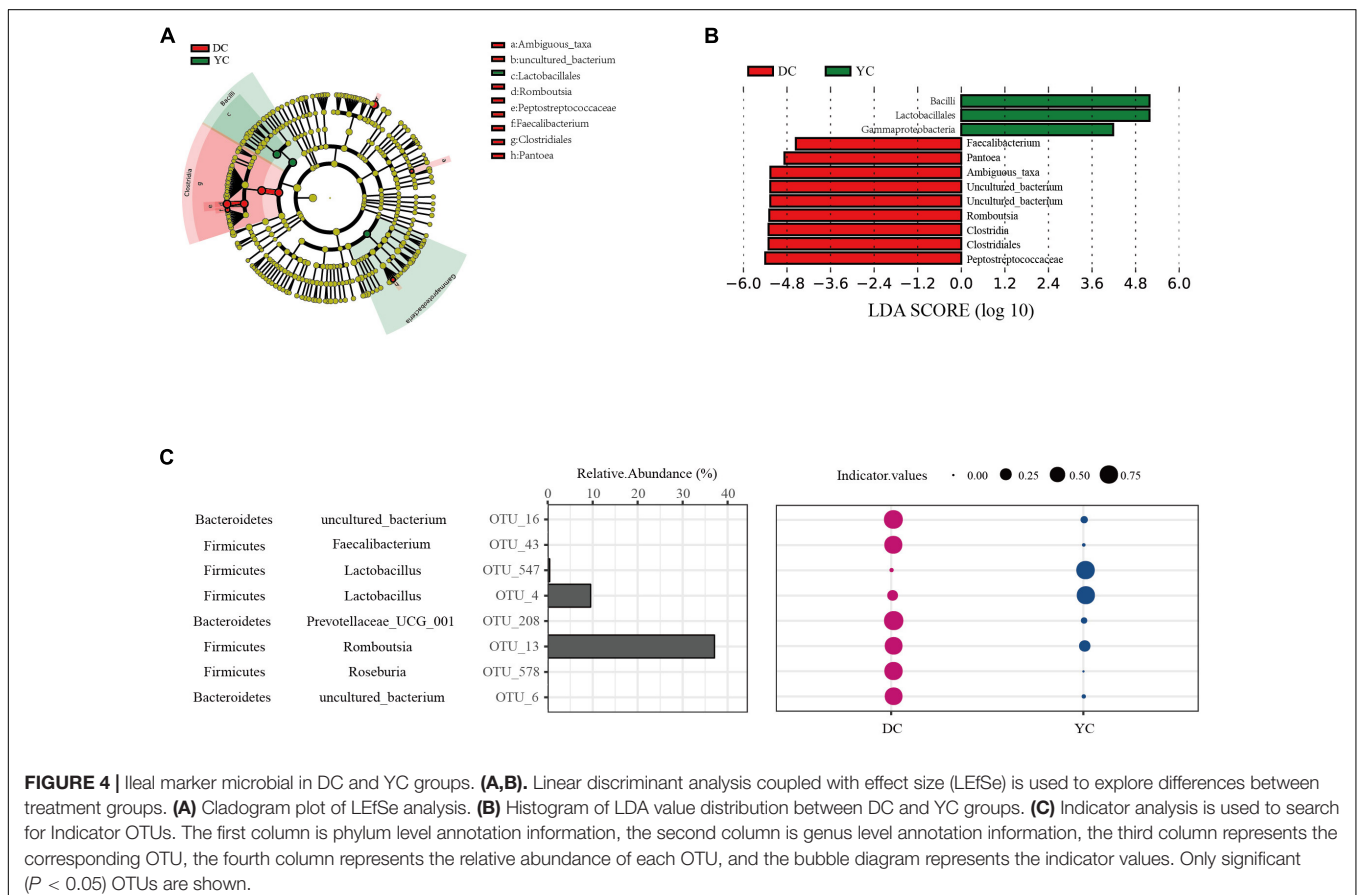 A
DC
YC
a:Ambiguous_taxa
b:uncultured_bacterium
c:Lactobacillales
d:Romboutsia
e:Peptostreptococcaceae
f:Faecalibacterium
g:Clostridiales
h:Pantoea
Bacilli
c
Clostridia
g
Gammaproteobacteria
B
DC
YC
Bacilli
Lactobacillales
Gammaproteobacteria
Faecalibacterium
Pantoea
Ambiguous_taxa
Uncultured_bacterium
Uncultured_bacterium
Romboutsia
Clostridia
Clostridiales
Peptostreptococcaceae
−6.0 −4.8 −3.6 −2.4 −1.2 0.0 1.2 2.4 3.6 4.8 6.0
LDA SCORE (log 10)
C
Relative.Abundance (%)
0 10 20 30 40
Indicator.values 0.00 0.25 0.50 0.75
Bacteroidetes uncultured_bacterium OTU_16
Firmicutes Faecalibacterium OTU_43
Firmicutes Lactobacillus OTU_547
Firmicutes Lactobacillus OTU_4
Bacteroidetes Prevotellaceae_UCG_001 OTU_208
Firmicutes Romboutsia OTU_13
Firmicutes Roseburia OTU_578
Bacteroidetes uncultured_bacterium OTU_6
DC YC
FIGURE 4 | Ileal marker microbial in DC and YC groups. (A,B). Linear discriminant analysis coupled with effect size (LEfSe) is used to explore differences between
treatment groups. (A) Cladogram plot of LEfSe analysis. (B) Histogram of LDA value distribution between DC and YC groups. (C) Indicator analysis is used to search
for Indicator OTUs. The first column is phylum level annotation information, the second column is genus level annotation information, the third column represents the
corresponding OTU, the fourth column represents the relative abundance of each OTU, and the bubble diagram represents the indicator values. Only significant
(P < 0.05) OTUs are shown.